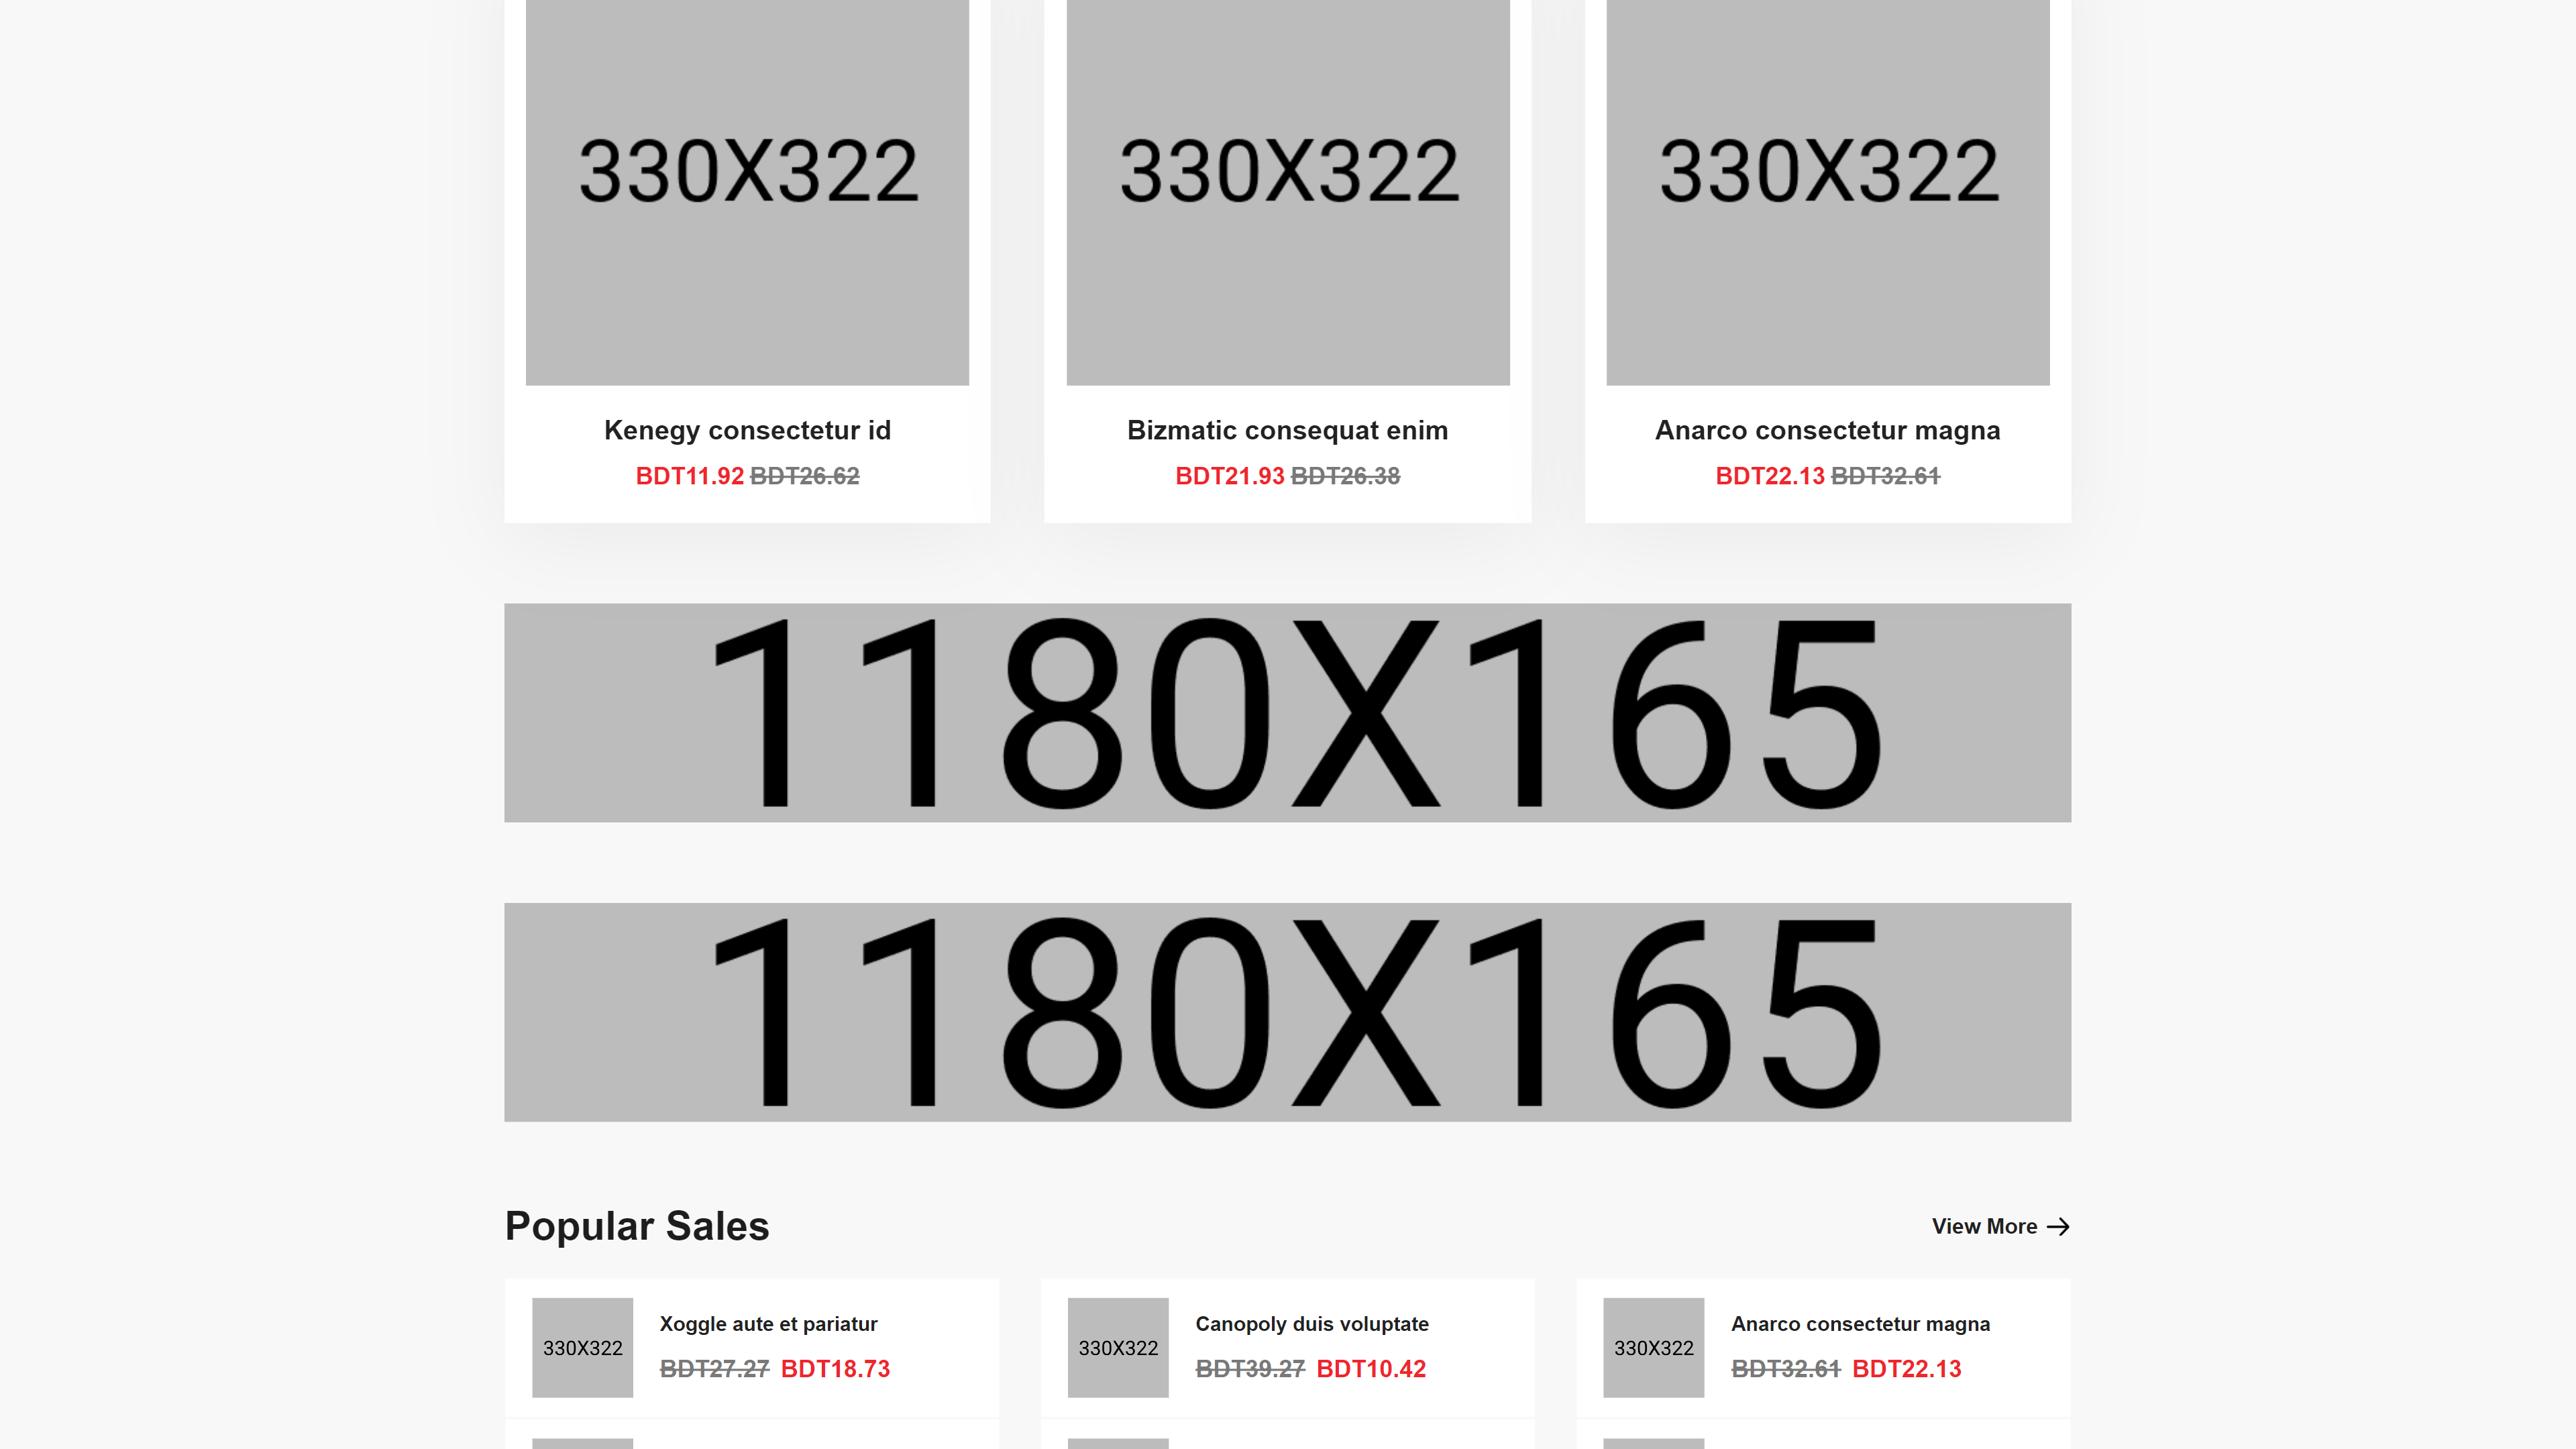 330X322 330X322 330X322
Kenegy consectetur id Bizmatic consequat enim Anarco consectetur magna
BDT11.92 BDT26.62 BDT21.93 BDT26.38 BDT22.13 BDT32.61
1180X165
1180X165
Popular Sales View More
Xoggle aute et pariatur Canopoly duis voluptate Anarco consectetur magna
330X322 330X322 330X322
BDT27.27 BDT18.73 BDT39.27 BDT10.42 BDT32.61 BDT22.13